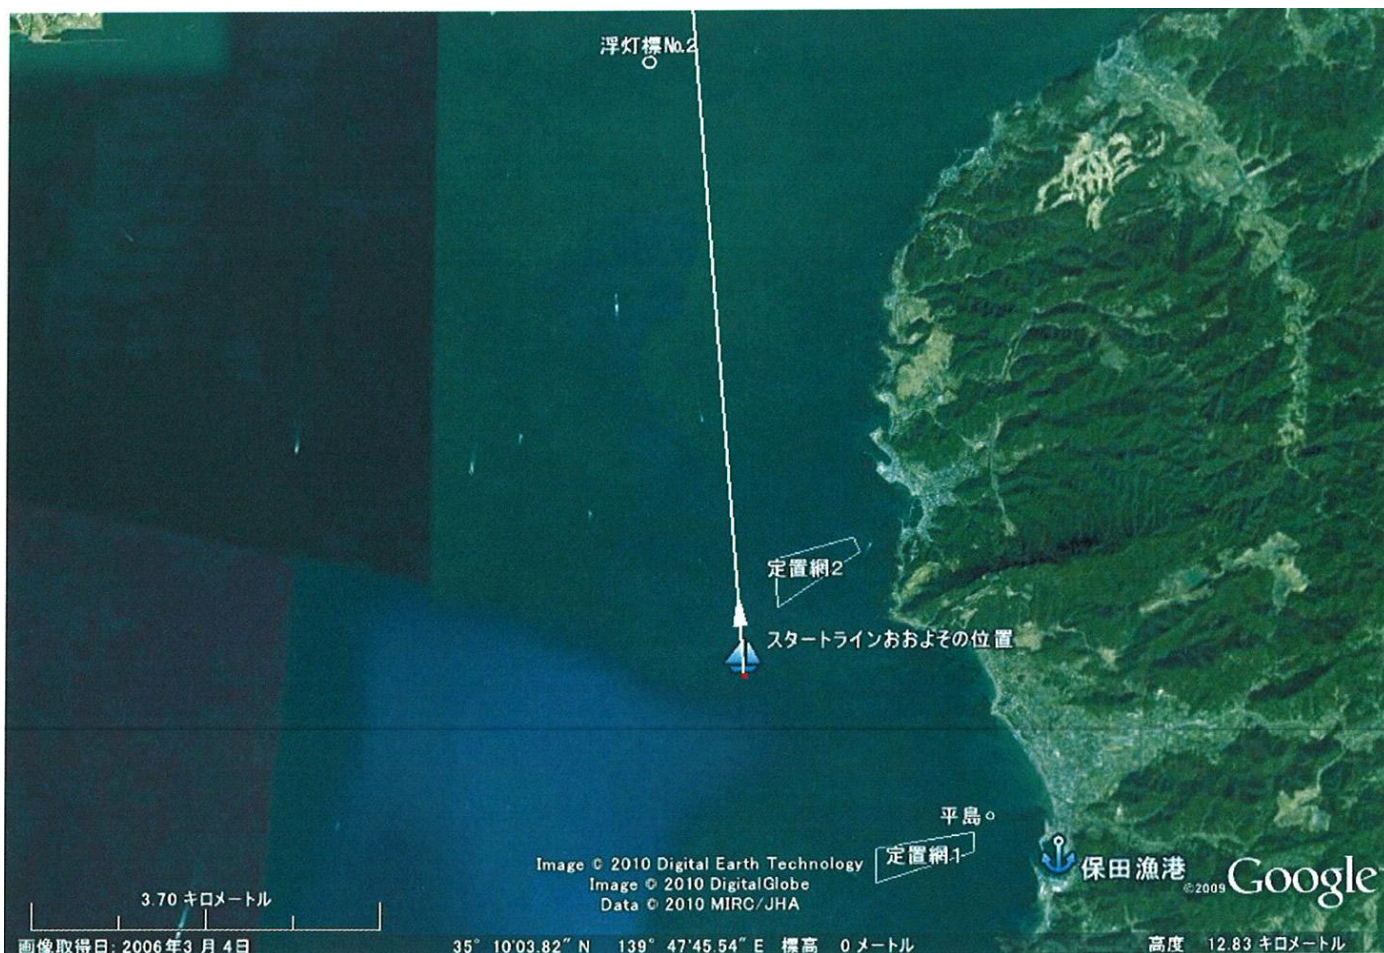 浮灯標No.2
定置網2
スタートラインおおよその位置
平島
定置網1
保田漁港
Image © 2010 Digital Earth Technology
Image © 2010 DigitalGlobe
Data © 2010 MIRC/JHA
©2009 Google
3.70 キロメートル
画像取得日: 2006年3月4日
35° 10'03.82" N 139° 47'45.54" E 標高 0 メートル
高度 12.83 キロメートル